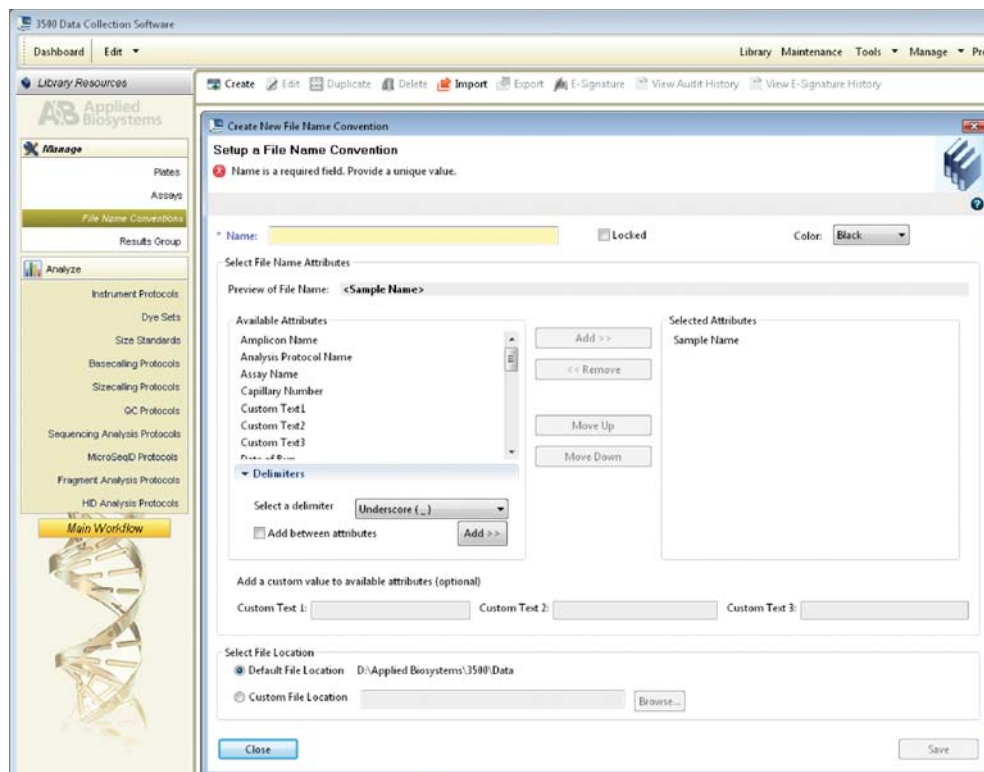 3500 Data Collection Software
Dashboard Edit Library Maintenance Tools Manage
Library Resources
Create Edit Duplicate Delete Import Export E-Signature View Audit History View E-Signature History
AB Applied Biosystems
Manage
Plates
Assays
File Name Conventions
Results Group
Analyze
Instrument Protocols
Dye Sets
Size Standards
Basecalling Protocols
Sizecalling Protocols
QC Protocols
Sequencing Analysis Protocols
MicroSeqID Protocols
Fragment Analysis Protocols
HID Analysis Protocols
Main Workflow
Create New File Name Convention
Setup a File Name Convention
Name is a required field. Provide a unique value.
* Name: Locked Color: Black
Select File Name Attributes
Preview of File Name: <Sample Name>
Available Attributes
Amplicon Name
Analysis Protocol Name
Assay Name
Capillary Number
Custom Text1
Custom Text2
Custom Text3
Date of Run
Delimiters
Select a delimiter Underscore (_)
Add between attributes Add >>
Add >>
<< Remove
Move Up
Move Down
Selected Attributes
Sample Name
Add a custom value to available attributes (optional)
Custom Text 1: Custom Text 2: Custom Text 3:
Select File Location
Default File Location D:\Applied Biosystems\3500\Data
Custom File Location Browse...
Close Save